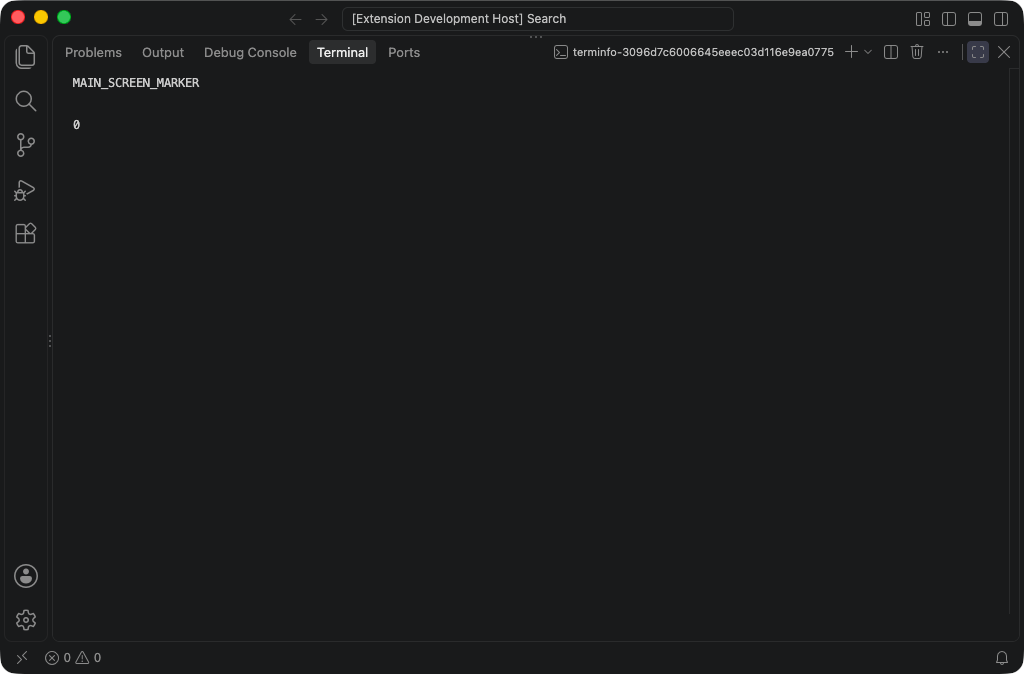 [Extension Development Host] Search
Problems Output Debug Console Terminal Ports terminfo-3096d7c6006645eeec03d116e9ea0775
MAIN_SCREEN_MARKER
0
0 0